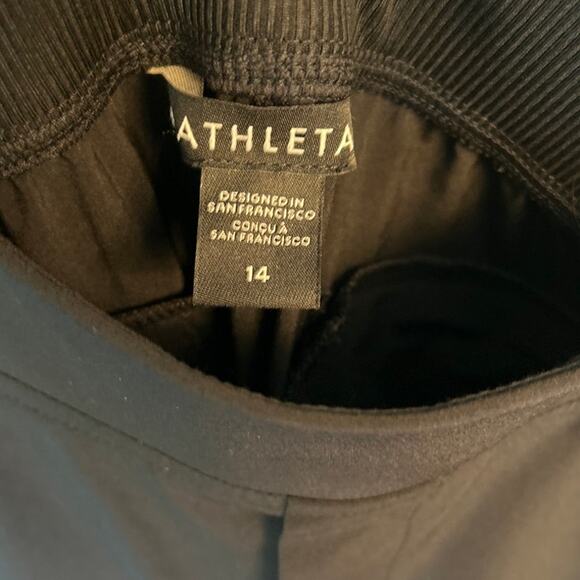 ATHLETA
DESIGNED IN
SAN FRANCISCO
CONÇU À
SAN FRANCISCO
14